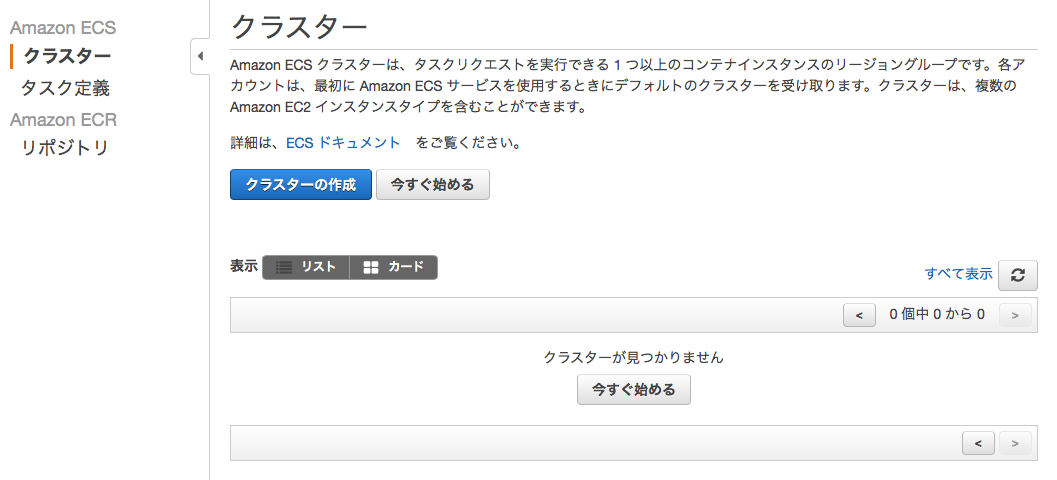 Amazon ECS
クラスター
タスク定義
Amazon ECR
リポジトリ
クラスター
Amazon ECS クラスターは、タスクリクエストを実行できる 1 つ以上のコンテナインスタンスのリージョングループです。各ア
カウントは、最初に Amazon ECS サービスを使用するときにデフォルトのクラスターを受け取ります。クラスターは、複数の
Amazon EC2 インスタンスタイプを含むことができます。
詳細は、ECS ドキュメント をご覧ください。
クラスターの作成 今すぐ始める
表示 リスト カード
すべて表示
< 0 個中 0 から 0 >
クラスターが見つかりません
今すぐ始める
< >